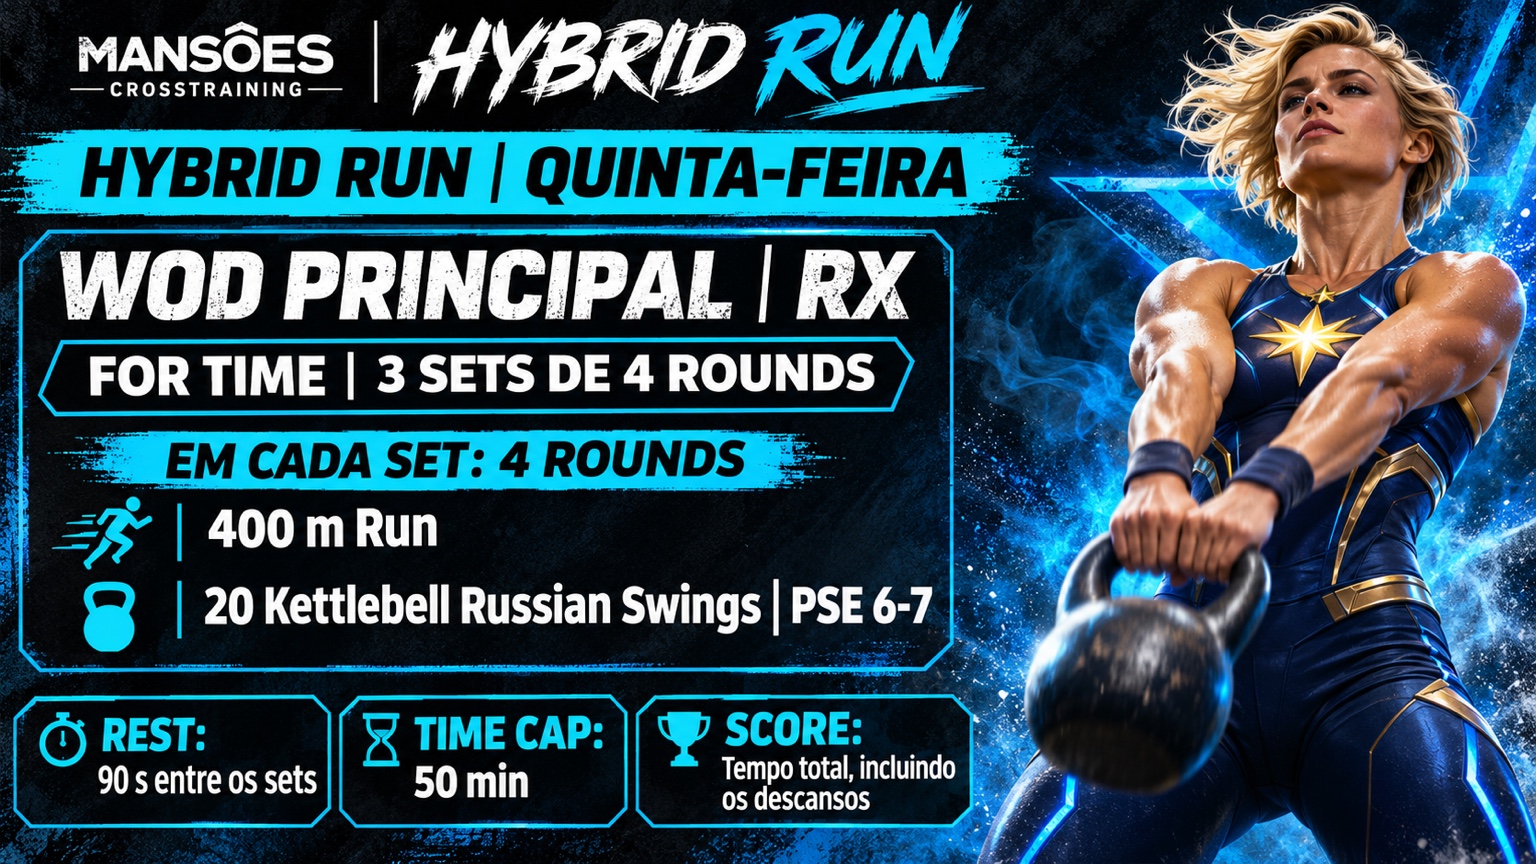 MANSÕES
CROSSTRAINING
HYBRID RUN
HYBRID RUN | QUINTA-FEIRA
WOD PRINCIPAL | RX
FOR TIME | 3 SETS DE 4 ROUNDS
EM CADA SET: 4 ROUNDS
400 m Run
20 Kettlebell Russian Swings | PSE 6-7
REST:
90 s entre os sets
TIME CAP:
50 min
SCORE:
Tempo total, incluindo
os descansos